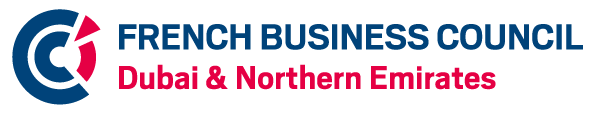 FRENCH BUSINESS COUNCIL
Dubai & Northern Emirates